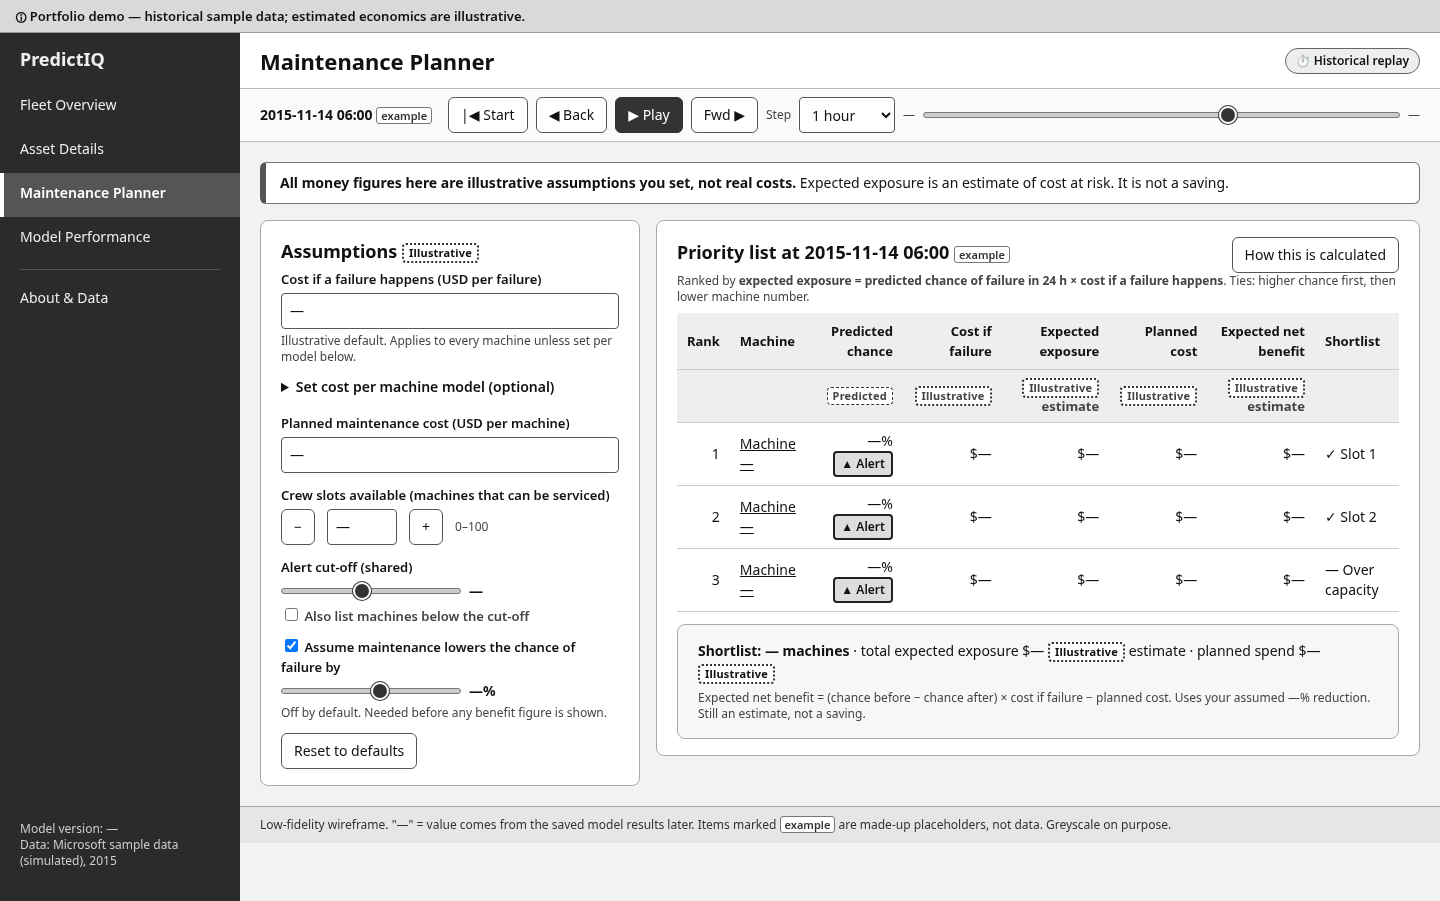 ⓘ Portfolio demo — historical sample data; estimated economics are illustrative.
PredictIQ
Fleet Overview
Asset Details
Maintenance Planner
Model Performance
About & Data
Model version: —
Data: Microsoft sample data
(simulated), 2015
Maintenance Planner
⏱ Historical replay
2015-11-14 06:00 example |◀ Start ◀ Back ▶ Play Fwd ▶ Step 1 hour — —
All money figures here are illustrative assumptions you set, not real costs. Expected exposure is an estimate of cost at risk. It is not a saving.
Assumptions Illustrative
Cost if a failure happens (USD per failure)
—
Illustrative default. Applies to every machine unless set per
model below.
▶ Set cost per machine model (optional)
Planned maintenance cost (USD per machine)
—
Crew slots available (machines that can be serviced)
− — + 0–100
Alert cut-off (shared)
—
Also list machines below the cut-off
Assume maintenance lowers the chance of
failure by
—%
Off by default. Needed before any benefit figure is shown.
Reset to defaults
Priority list at 2015-11-14 06:00 example
How this is calculated
Ranked by expected exposure = predicted chance of failure in 24 h × cost if a failure happens. Ties: higher chance first, then
lower machine number.
Rank Machine Predicted chance Cost if failure Expected exposure Planned cost Expected net benefit Shortlist
Predicted Illustrative Illustrative estimate Illustrative Illustrative estimate
1 Machine — —% ▲ Alert $— $— $— $— ✓ Slot 1
2 Machine — —% ▲ Alert $— $— $— $— ✓ Slot 2
3 Machine — —% ▲ Alert $— $— $— $— — Over capacity
Shortlist: — machines · total expected exposure $— Illustrative estimate · planned spend $—
Illustrative
Expected net benefit = (chance before − chance after) × cost if failure − planned cost. Uses your assumed —% reduction.
Still an estimate, not a saving.
Low-fidelity wireframe. "—" = value comes from the saved model results later. Items marked example are made-up placeholders, not data. Greyscale on purpose.